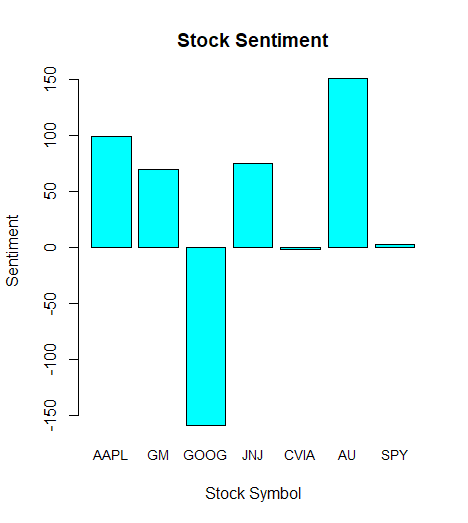 Stock Sentiment
Sentiment
150
100
50
0
-50
-100
-150
AAPL GM GOOG JNJ CVIA AU SPY
Stock Symbol